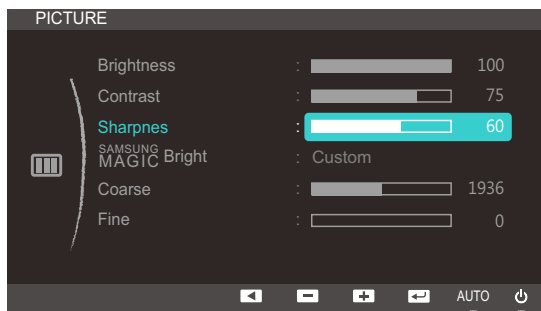 PICTURE
Brightness : 100
Contrast : 75
Sharpnes : 60
SAMSUNG MAGIC Bright : Custom
Coarse : 1936
Fine : 0
AUTO